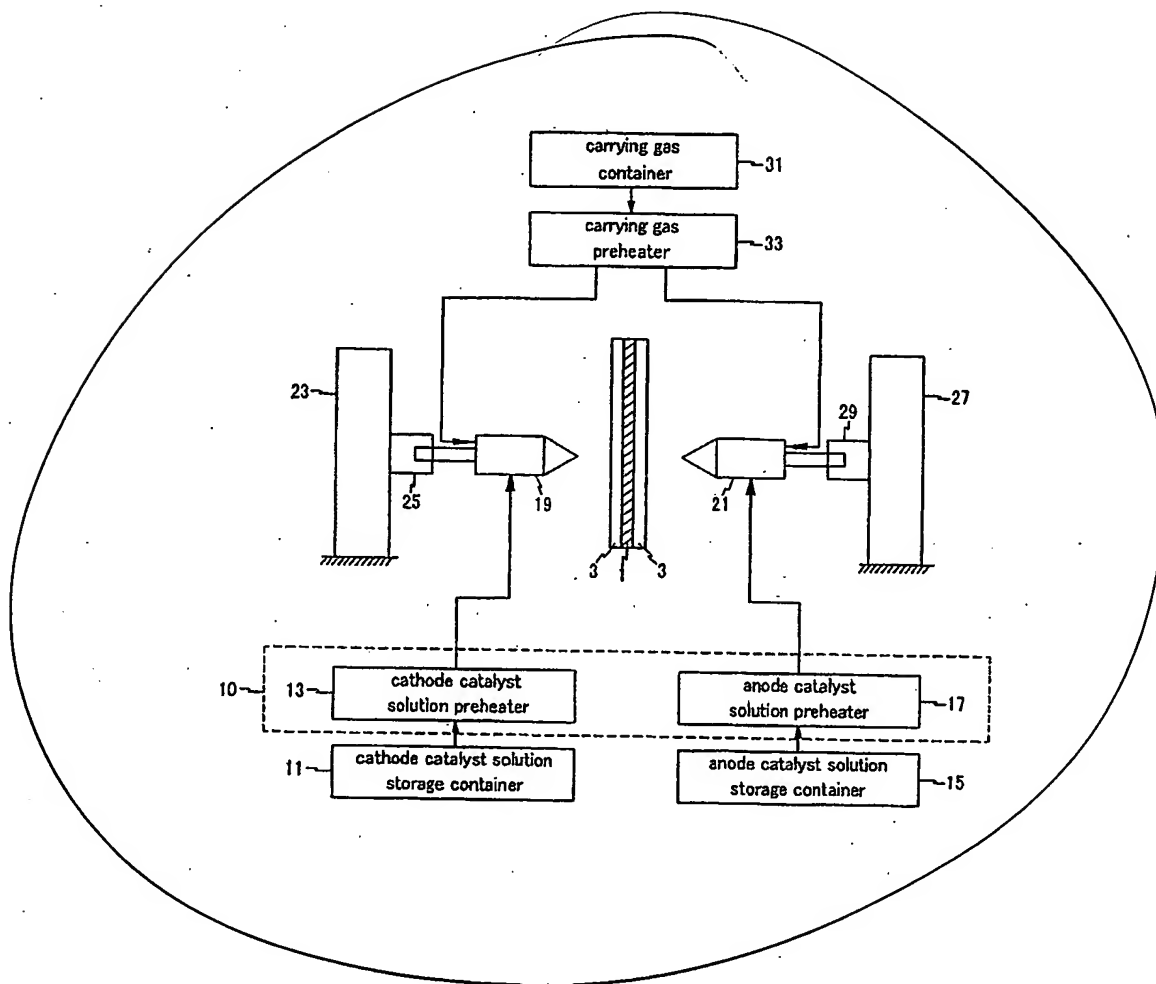 carrying gas
container
31
carrying gas
preheater
33
23
27
29
25
19
21
3
1
3
10
13
cathode catalyst
solution preheater
anode catalyst
solution preheater
17
11
cathode catalyst solution
storage container
anode catalyst solution
storage container
15